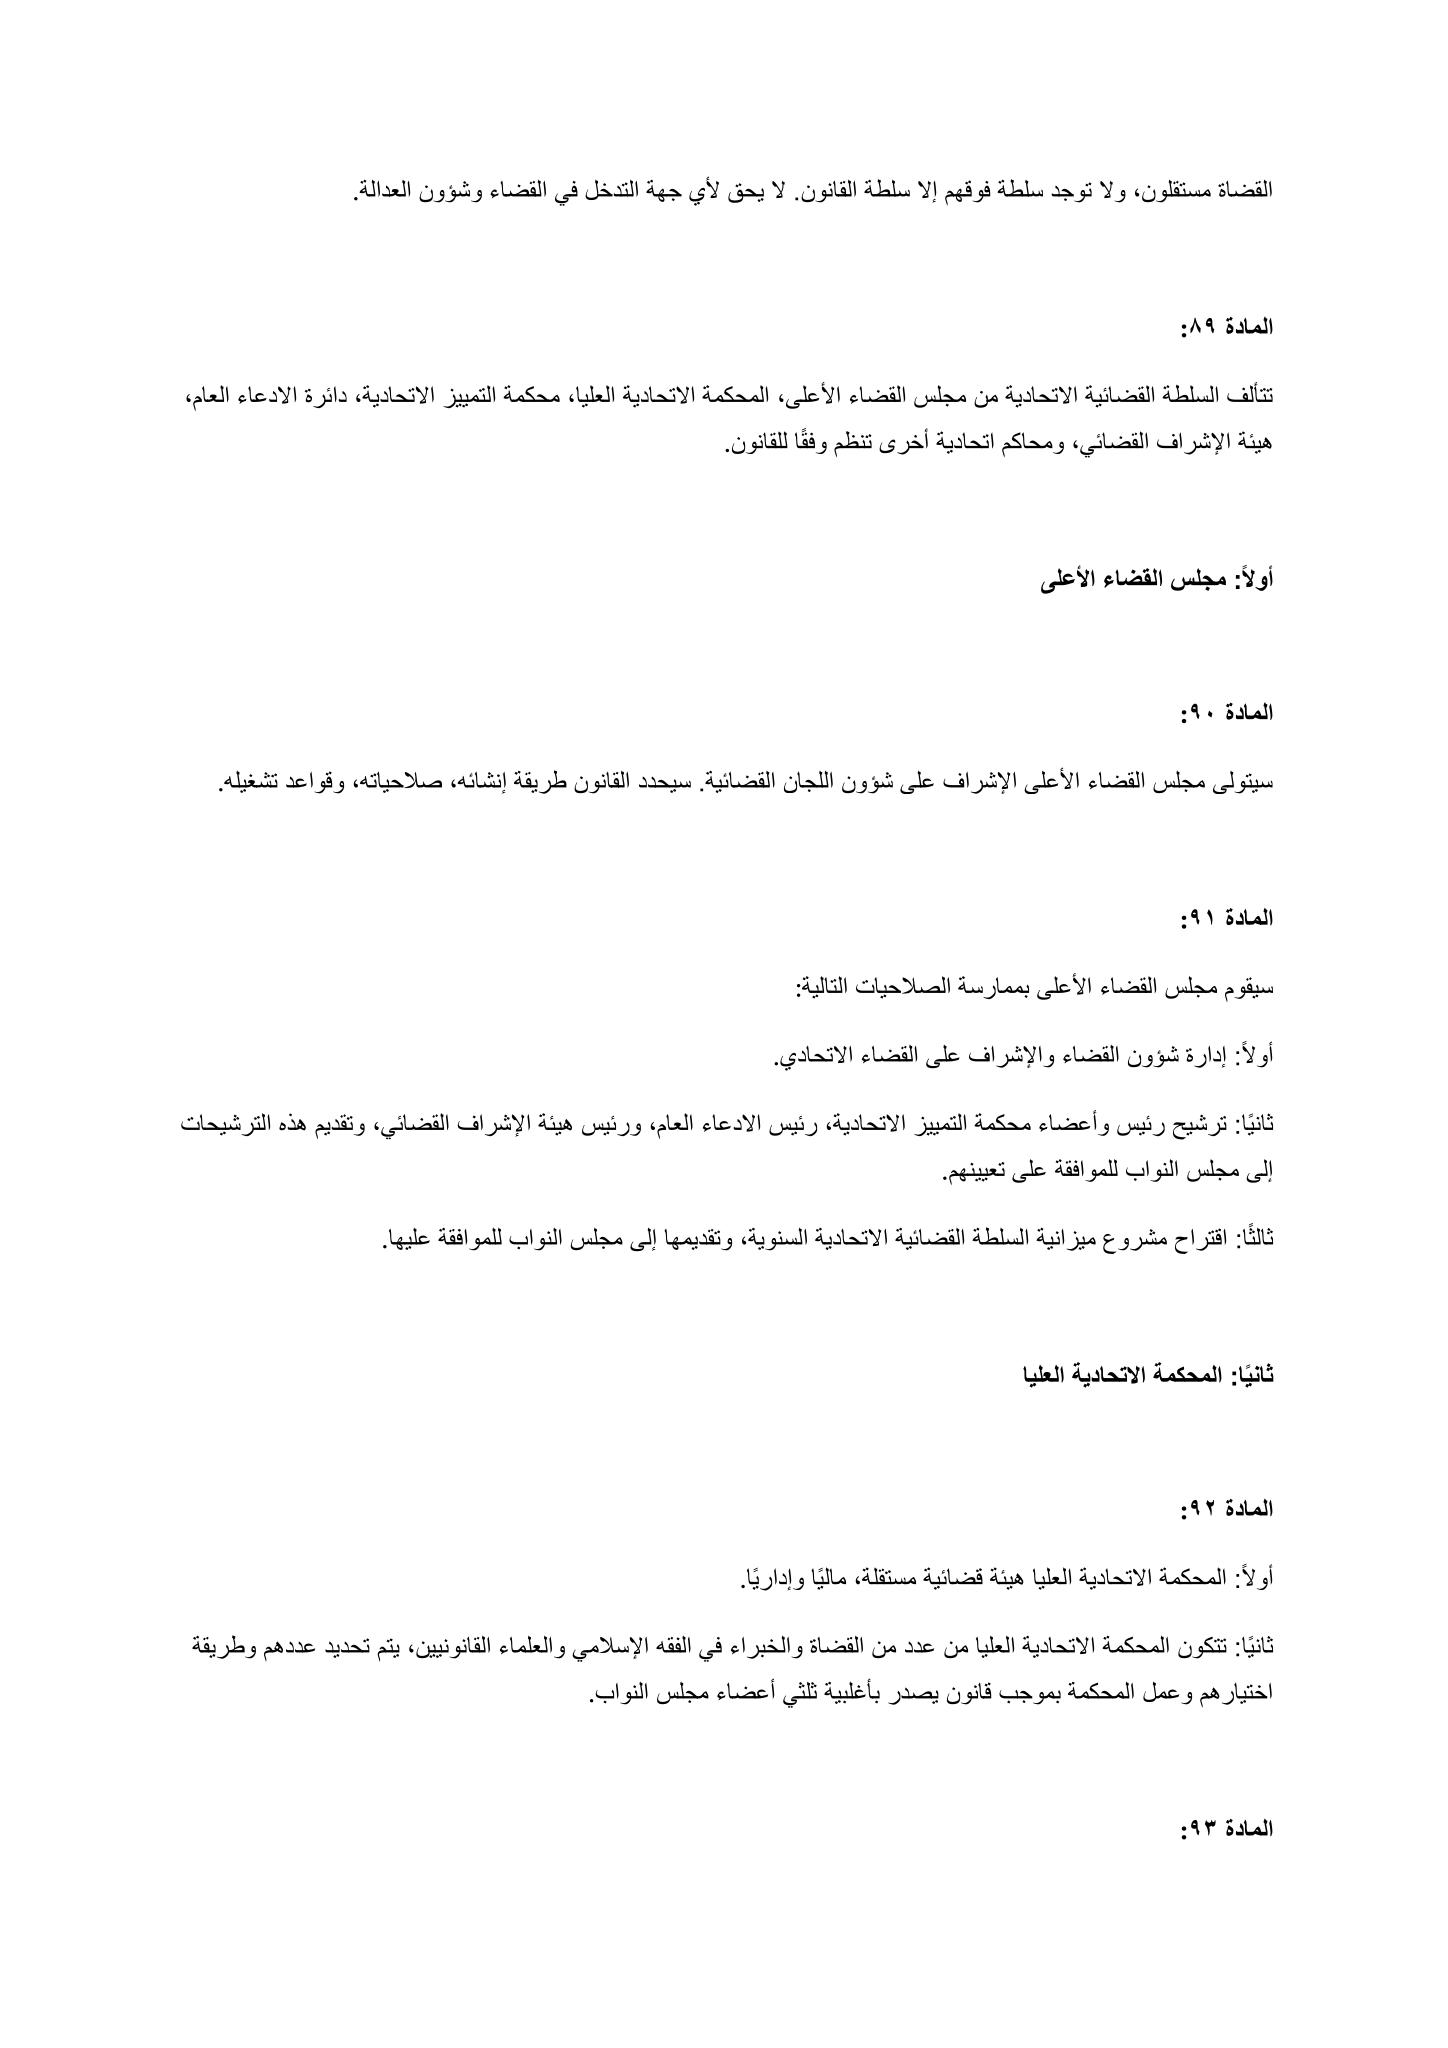 القضاة مستقلون، ولا توجد سلطة فوقهم إلا سلطة القانون. لا يحق لأي جهة التدخل في القضاء وشؤون العدالة.
المادة ٨٩:
تتألف السلطة القضائية الاتحادية من مجلس القضاء الأعلى، المحكمة الاتحادية العليا، محكمة التمييز الاتحادية، دائرة الادعاء العام،
هيئة الإشراف القضائي، ومحاكم اتحادية أخرى تنظم وفقًا للقانون.
أولاً: مجلس القضاء الأعلى
المادة ٩٠:
سيتولى مجلس القضاء الأعلى الإشراف على شؤون اللجان القضائية. سيحدد القانون طريقة إنشائه، صلاحياته، وقواعد تشغيله.
المادة ٩١:
سيقوم مجلس القضاء الأعلى بممارسة الصلاحيات التالية:
أولاً: إدارة شؤون القضاء والإشراف على القضاء الاتحادي.
ثانيًا: ترشيح رئيس وأعضاء محكمة التمييز الاتحادية، رئيس الادعاء العام، ورئيس هيئة الإشراف القضائي، وتقديم هذه الترشيحات
إلى مجلس النواب للموافقة على تعيينهم.
ثالثًا: اقتراح مشروع ميزانية السلطة القضائية الاتحادية السنوية، وتقديمها إلى مجلس النواب للموافقة عليها.
ثانيًا: المحكمة الاتحادية العليا
المادة ٩٢:
أولاً: المحكمة الاتحادية العليا هيئة قضائية مستقلة، ماليًا وإداريًا.
ثانيًا: تتكون المحكمة الاتحادية العليا من عدد من القضاة والخبراء في الفقه الإسلامي والعلماء القانونيين، يتم تحديد عددهم وطريقة
اختيارهم وعمل المحكمة بموجب قانون يصدر بأغلبية ثلثي أعضاء مجلس النواب.
المادة ٩٣: